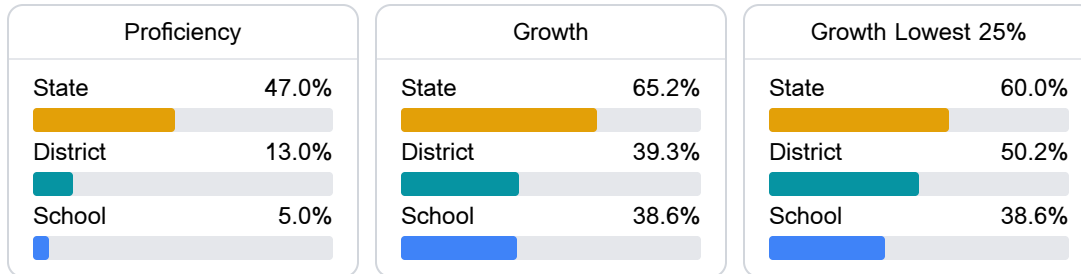 Proficiency
State 47.0%
District 13.0%
School 5.0%
Growth
State 65.2%
District 39.3%
School 38.6%
Growth Lowest 25%
State 60.0%
District 50.2%
School 38.6%